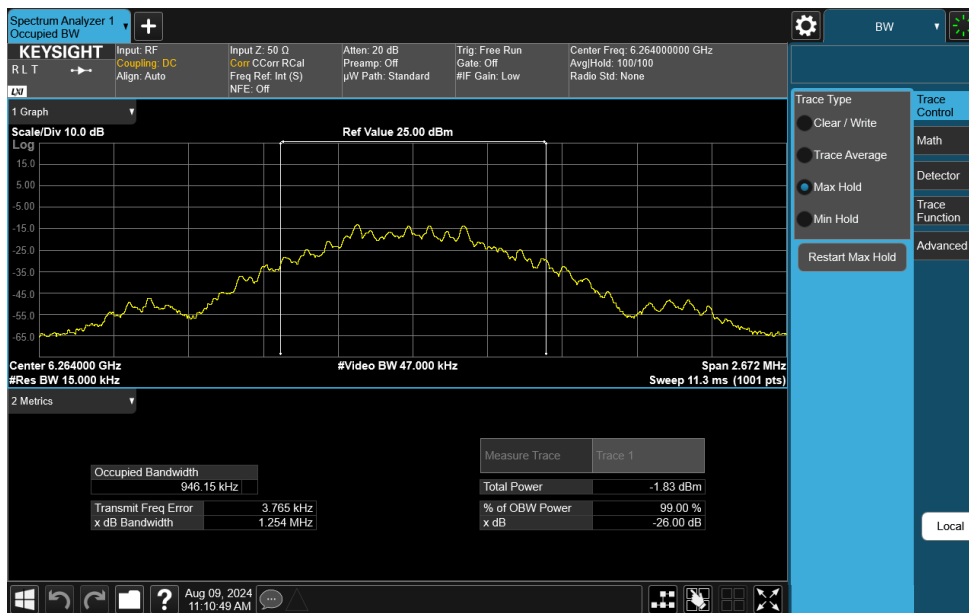 Spectrum Analyzer 1
Occupied BW
BW
KEYSIGHT
R L T
LXI
Input: RF
Coupling: DC
Align: Auto
Input Z: 50 Ω
Corr CCorr RCal
Freq Ref: Int (S)
NFE: Off
Atten: 20 dB
Preamp: Off
µW Path: Standard
Trig: Free Run
Gate: Off
#IF Gain: Low
Center Freq: 6.264000000 GHz
Avg|Hold: 100/100
Radio Std: None
1 Graph
Scale/Div 10.0 dB
Ref Value 25.00 dBm
Log
15.0
5.00
-5.00
-15.0
-25.0
-35.0
-45.0
-55.0
-65.0
Center 6.264000 GHz
#Video BW 47.000 kHz
Span 2.672 MHz
#Res BW 15.000 kHz
Sweep 11.3 ms (1001 pts)
2 Metrics
Measure Trace
Trace 1
Occupied Bandwidth
946.15 kHz
Total Power
-1.83 dBm
Transmit Freq Error
3.765 kHz
% of OBW Power
99.00 %
x dB Bandwidth
1.254 MHz
x dB
-26.00 dB
Trace Type
Clear / Write
Trace Average
Max Hold
Min Hold
Restart Max Hold
Trace
Control
Math
Detector
Trace
Function
Advanced
Local
?
Aug 09, 2024
11:10:49 AM